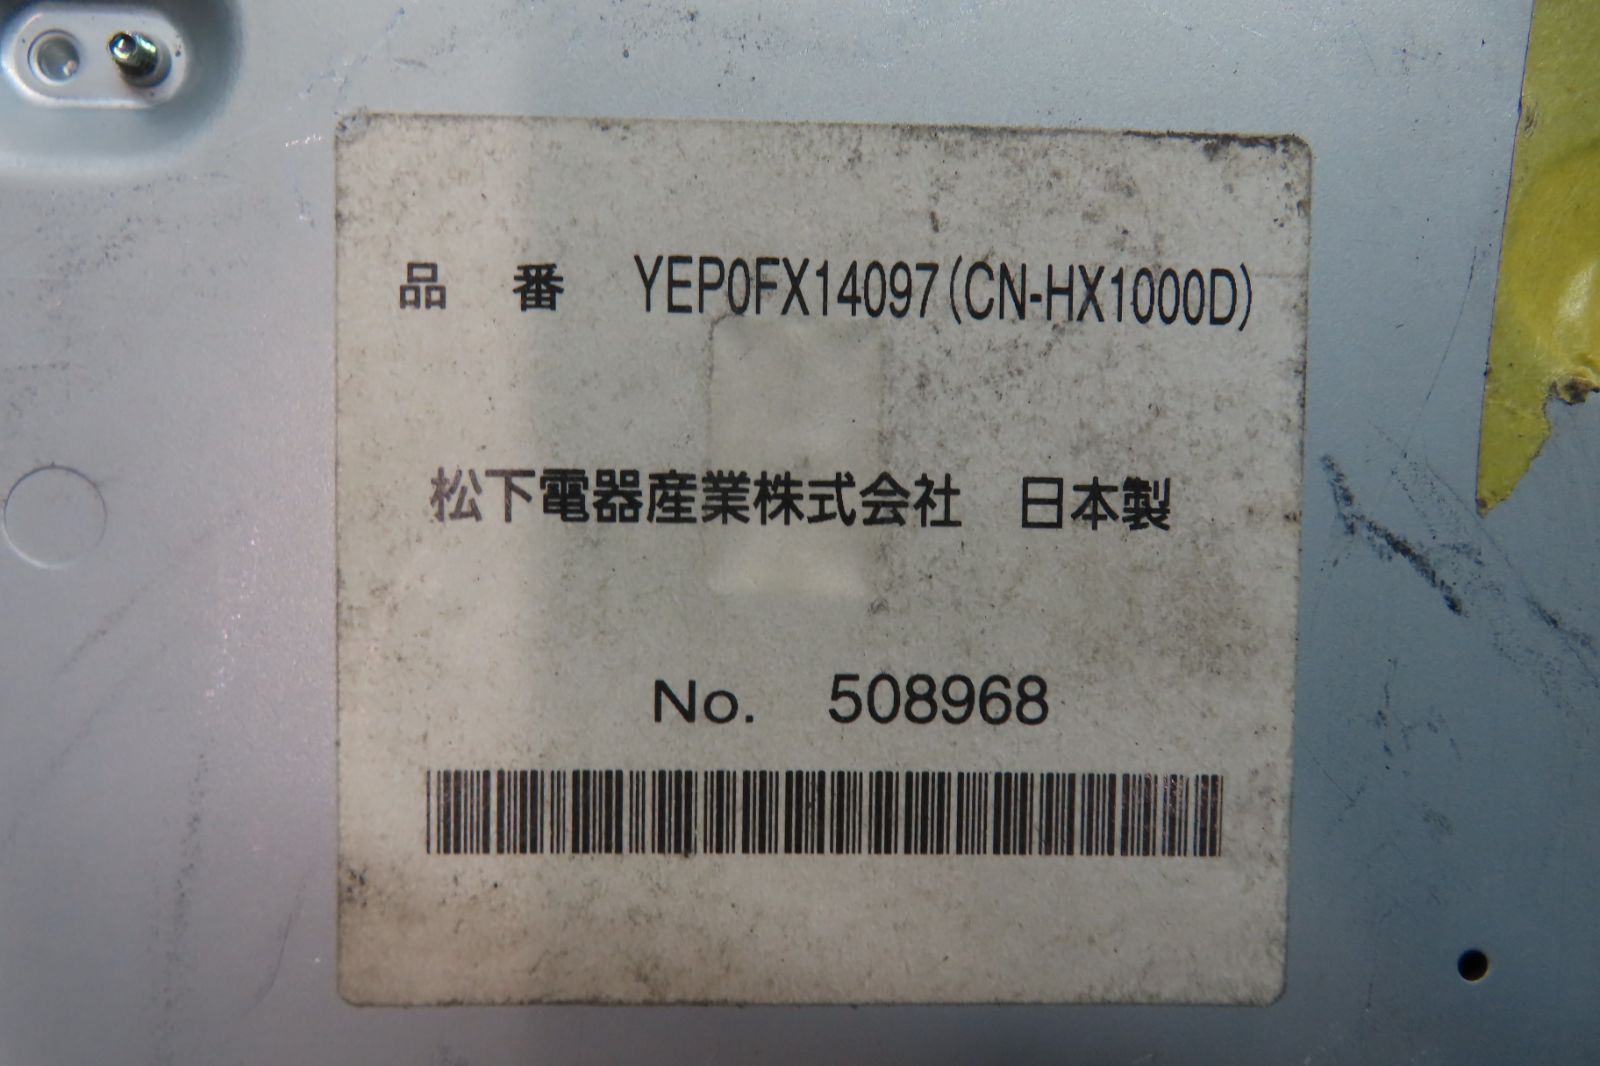 品 番 YEP0FX14097(CN-HX1000D)
松下電器産業株式会社 日本製
No. 508968